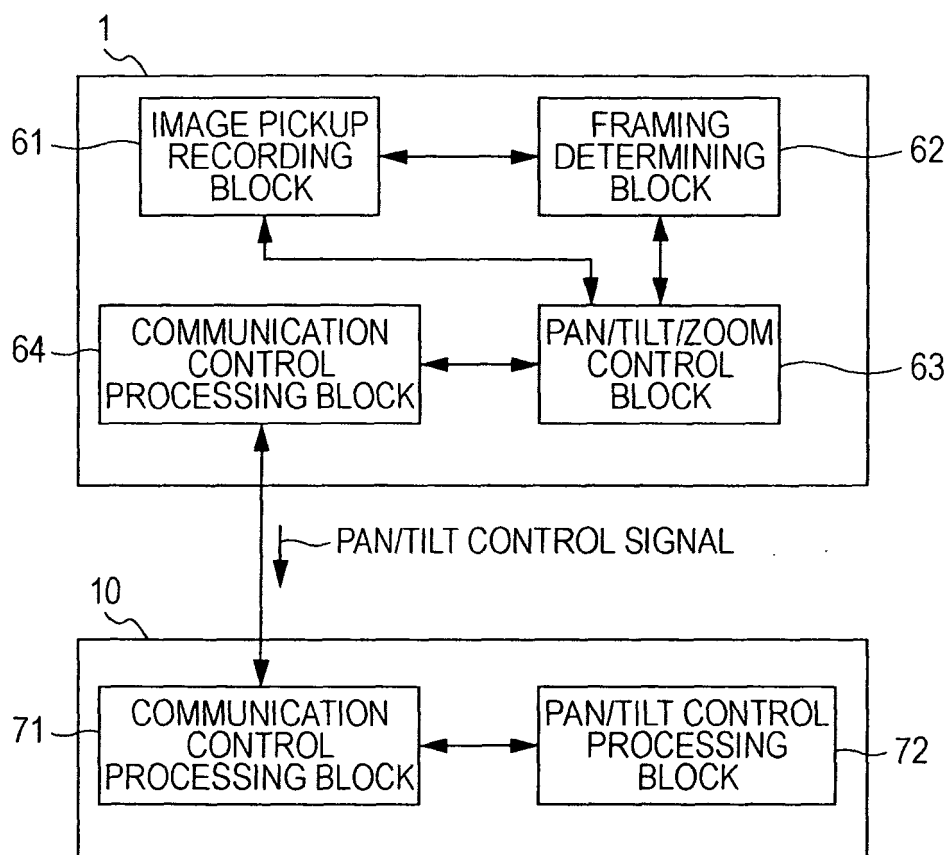 1
61
IMAGE PICKUP
RECORDING
BLOCK
FRAMING
DETERMINING
BLOCK
62
64
COMMUNICATION
CONTROL
PROCESSING BLOCK
PAN/TILT/ZOOM
CONTROL
BLOCK
63
PAN/TILT CONTROL SIGNAL
10
71
COMMUNICATION
CONTROL
PROCESSING BLOCK
PAN/TILT CONTROL
PROCESSING
BLOCK
72